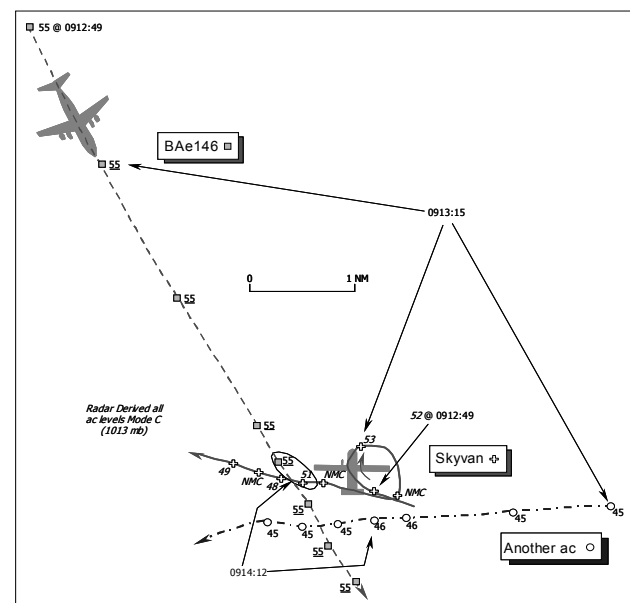 55 @ 0912:49
BAe146
55
0913:15
0 1 NM
55
Radar Derived all
ac levels Mode C
(1013 mb)
52 @ 0912:49
55
53
Skyvan
55
49
NMC
48
51
NMC
NMC
55
45
46
46
45
45
45
45
55
Another ac
0914:12
55